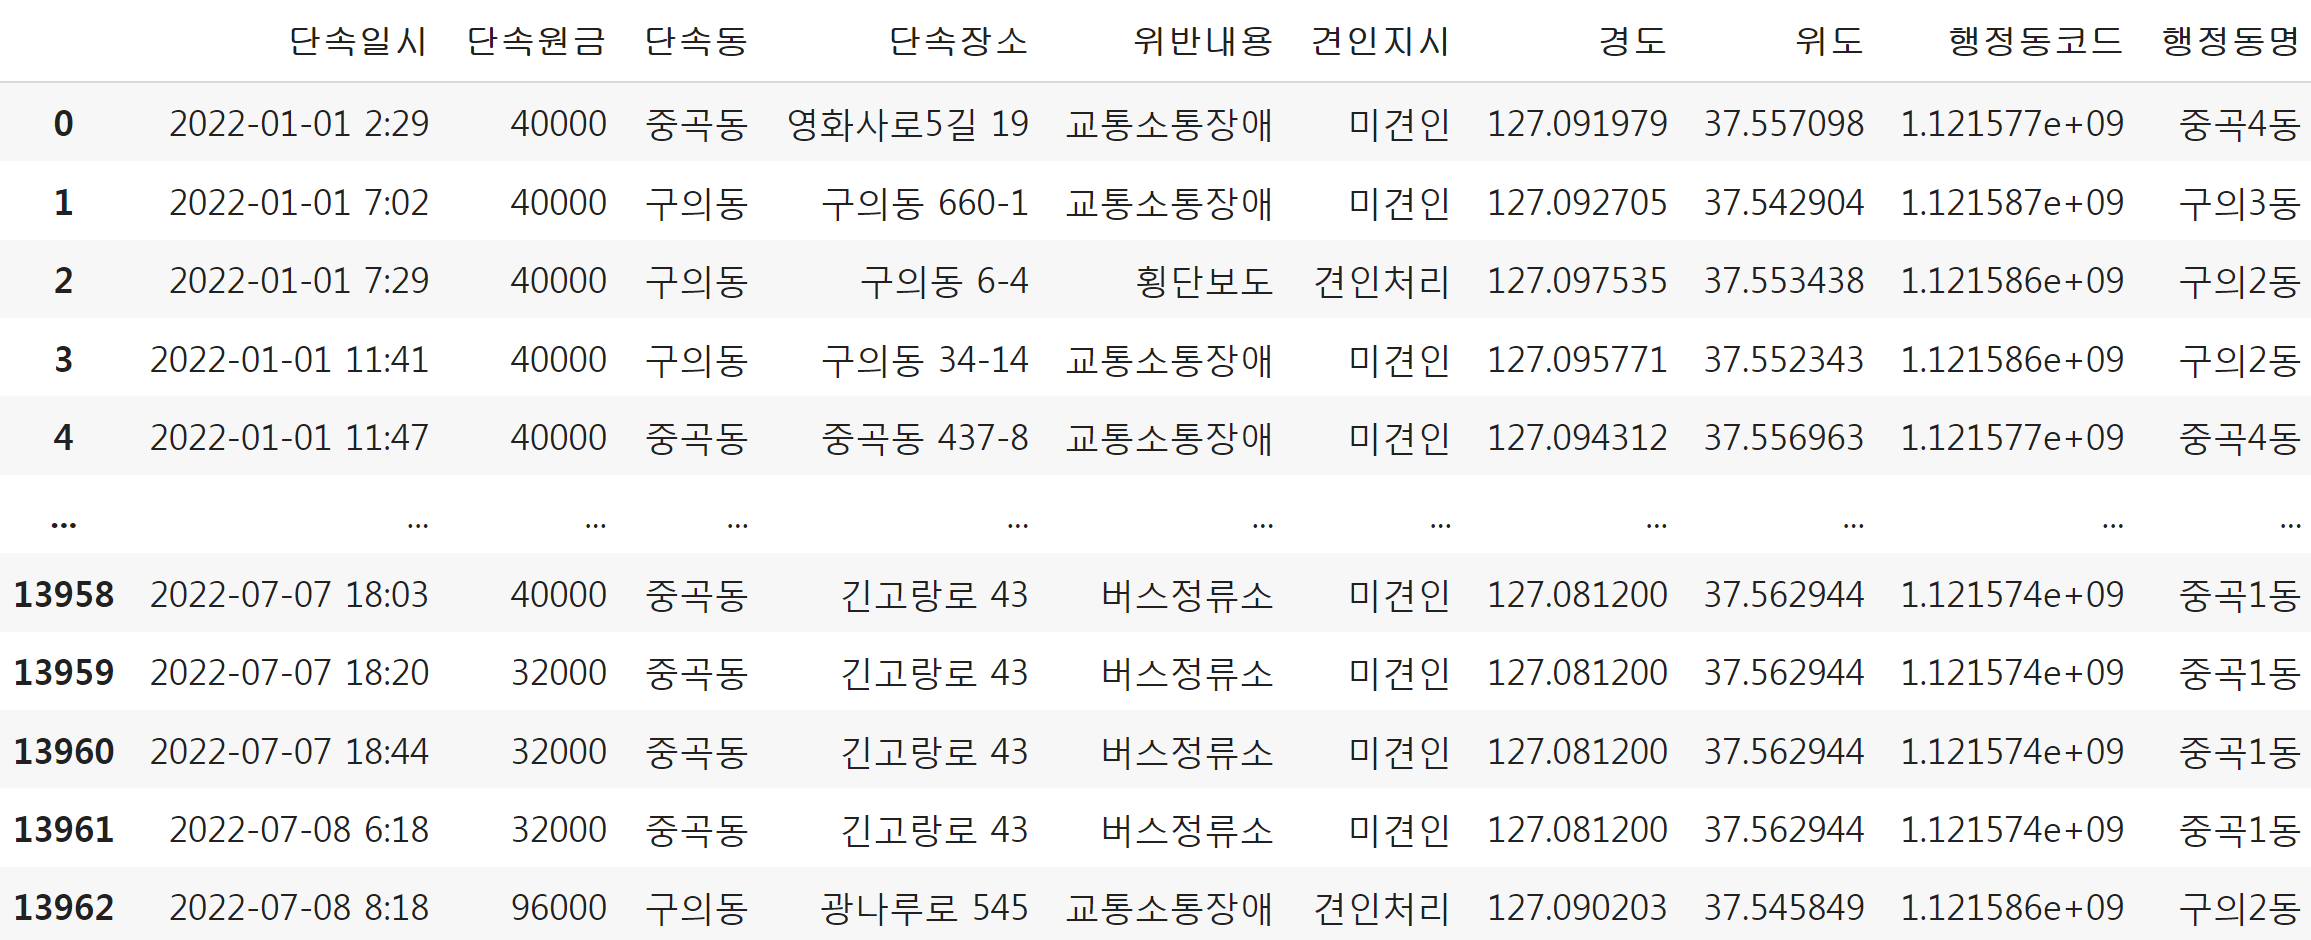 단속일시 단속원금 단속동 단속장소 위반내용 견인지시 경도 위도 행정동코드 행정동명
0 2022-01-01 2:29 40000 중곡동 영화사로5길 19 교통소통장애 미견인 127.091979 37.557098 1.121577e+09 중곡4동
1 2022-01-01 7:02 40000 구의동 구의동 660-1 교통소통장애 미견인 127.092705 37.542904 1.121587e+09 구의3동
2 2022-01-01 7:29 40000 구의동 구의동 6-4 횡단보도 견인처리 127.097535 37.553438 1.121586e+09 구의2동
3 2022-01-01 11:41 40000 구의동 구의동 34-14 교통소통장애 미견인 127.095771 37.552343 1.121586e+09 구의2동
4 2022-01-01 11:47 40000 중곡동 중곡동 437-8 교통소통장애 미견인 127.094312 37.556963 1.121577e+09 중곡4동
... ... ... ... ... ... ... ... ... ... ...
13958 2022-07-07 18:03 40000 중곡동 긴고랑로 43 버스정류소 미견인 127.081200 37.562944 1.121574e+09 중곡1동
13959 2022-07-07 18:20 32000 중곡동 긴고랑로 43 버스정류소 미견인 127.081200 37.562944 1.121574e+09 중곡1동
13960 2022-07-07 18:44 32000 중곡동 긴고랑로 43 버스정류소 미견인 127.081200 37.562944 1.121574e+09 중곡1동
13961 2022-07-08 6:18 32000 중곡동 긴고랑로 43 버스정류소 미견인 127.081200 37.562944 1.121574e+09 중곡1동
13962 2022-07-08 8:18 96000 구의동 광나루로 545 교통소통장애 견인처리 127.090203 37.545849 1.121586e+09 구의2동